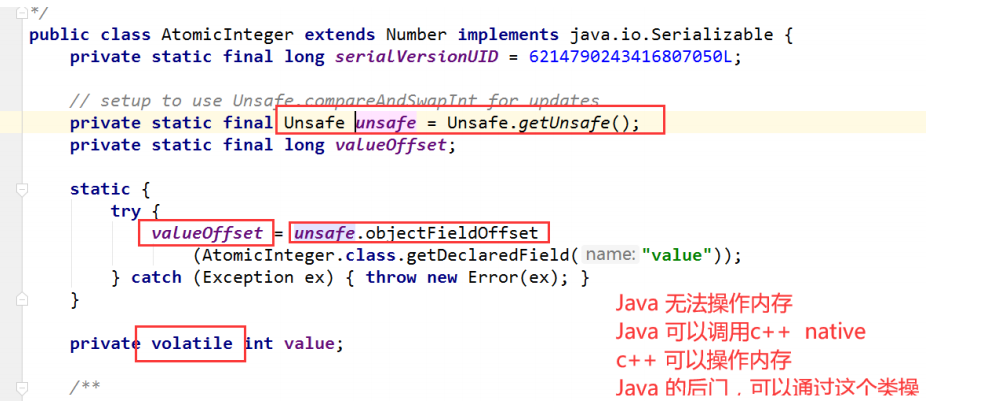 */
public class AtomicInteger extends Number implements java.io.Serializable {
private static final long serialVersionUID = 6214790243416807050L;
// setup to use Unsafe.compareAndSwapInt for updates
private static final Unsafe unsafe = Unsafe.getUnsafe();
private static final long valueOffset;
static {
try {
valueOffset = unsafe.objectFieldOffset
(AtomicInteger.class.getDeclaredField( name: "value"));
} catch (Exception ex) { throw new Error(ex); }
}
Java 无法操作内存
Java 可以调用c++ native
private volatile int value;
c++ 可以操作内存
/**
Java 的后门，可以通过这个类操